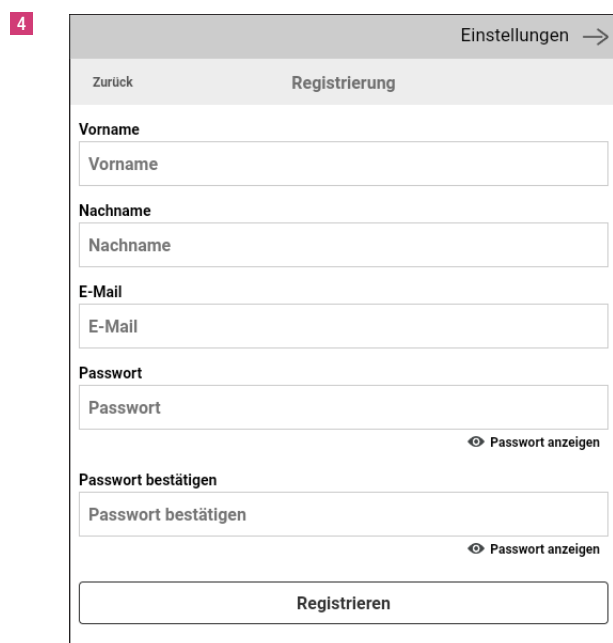 4
Einstellungen
Zurück Registrierung
Vorname
Vorname
Nachname
Nachname
E-Mail
E-Mail
Passwort
Passwort
Passwort anzeigen
Passwort bestätigen
Passwort bestätigen
Passwort anzeigen
Registrieren